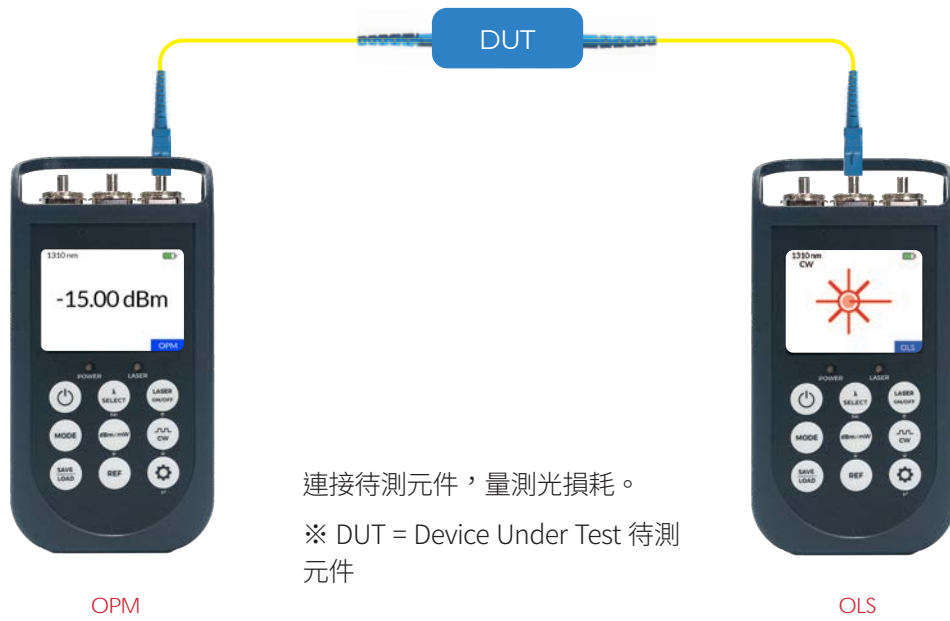 DUT
1310 nm
-15.00 dBm
OPM
POWER
LASER
λ
SELECT
LASER
ON/OFF
MODE
dBm/mW
CW
SAVE
LOAD
REF
1310 nm
CW
OLS
POWER
LASER
λ
SELECT
LASER
ON/OFF
MODE
dBm/mW
CW
SAVE
LOAD
REF
連接待測元件，量測光損耗。
※ DUT = Device Under Test 待測
元件
OPM
OLS